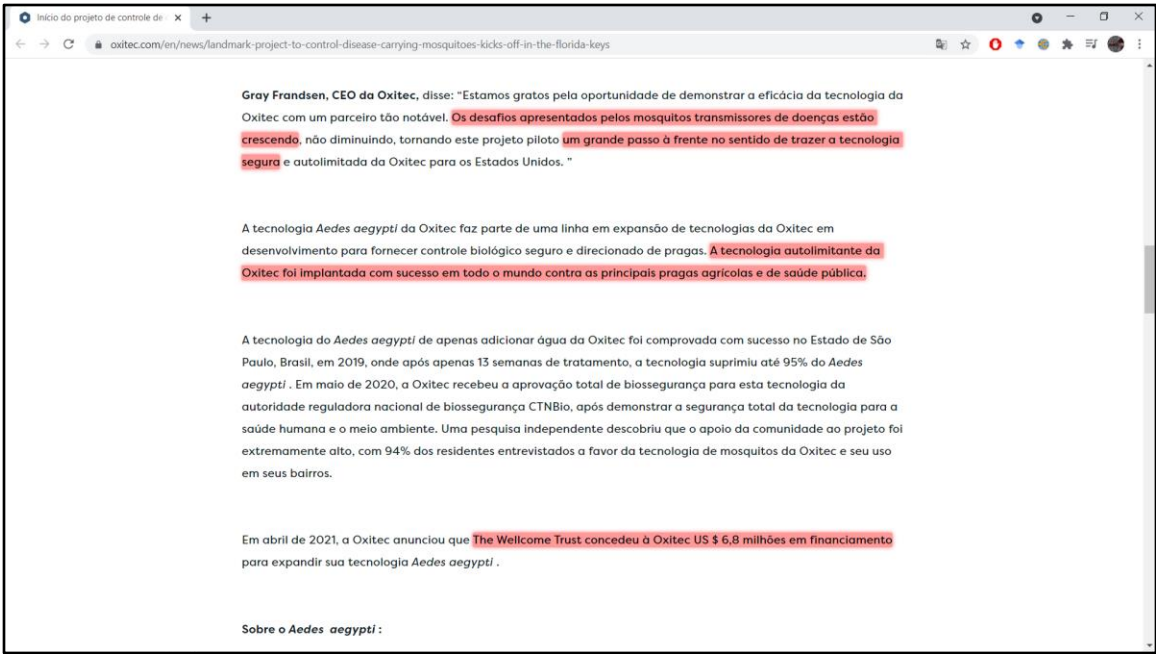 Início do projeto de controle de
oxitec.com/en/news/landmark-project-to-control-disease-carrying-mosquitoes-kicks-off-in-the-florida-keys
Gray Frandsen, CEO da Oxitec, disse: “Estamos gratos pela oportunidade de demonstrar a eficácia da tecnologia da
Oxitec com um parceiro tão notável. Os desafios apresentados pelos mosquitos transmissores de doenças estão
crescendo, não diminuindo, tornando este projeto piloto um grande passo à frente no sentido de trazer a tecnologia
segura e autolimitada da Oxitec para os Estados Unidos. ”
A tecnologia Aedes aegypti da Oxitec faz parte de uma linha em expansão de tecnologias da Oxitec em
desenvolvimento para fornecer controle biológico seguro e direcionado de pragas. A tecnologia autolimitante da
Oxitec foi implantada com sucesso em todo o mundo contra as principais pragas agrícolas e de saúde pública.
A tecnologia do Aedes aegypti de apenas adicionar água da Oxitec foi comprovada com sucesso no Estado de São
Paulo, Brasil, em 2019, onde após apenas 13 semanas de tratamento, a tecnologia suprimiu até 95% do Aedes
aegypti . Em maio de 2020, a Oxitec recebeu a aprovação total de biossegurança para esta tecnologia da
autoridade reguladora nacional de biossegurança CTNBio, após demonstrar a segurança total da tecnologia para a
saúde humana e o meio ambiente. Uma pesquisa independente descobriu que o apoio da comunidade ao projeto foi
extremamente alto, com 94% dos residentes entrevistados a favor da tecnologia de mosquitos da Oxitec e seu uso
em seus bairros.
Em abril de 2021, a Oxitec anunciou que The Wellcome Trust concedeu à Oxitec US $ 6,8 milhões em financiamento
para expandir sua tecnologia Aedes aegypti .
Sobre o Aedes aegypti :